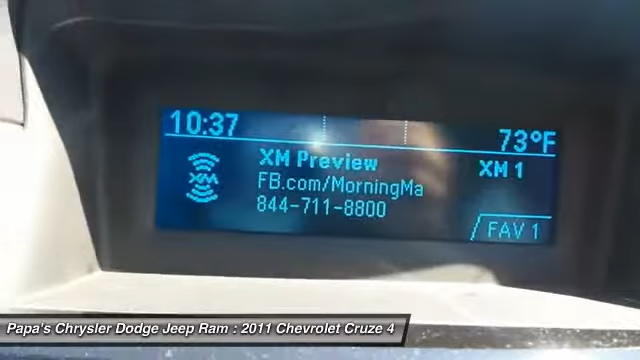 10:37
73°F
XM Preview
XM 1
XM
FB.com/MorningMa
844-711-8800
FAV 1
Papa's Chrysler Dodge Jeep Ram : 2011 Chevrolet Cruze 4